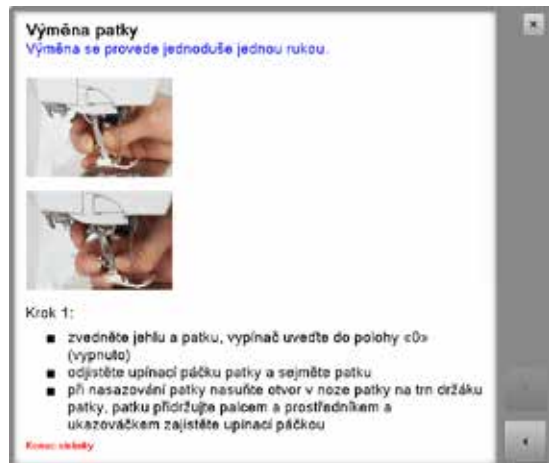 Výměna patky
Výměna se provede jednoduše jednou rukou.
Krok 1:
■ zvedněte jehlu a patku, vypínač uveďte do polohy «0»
(vypnuto)
■ odjistěte upínací páčku patky a sejměte patku
■ při nasazování patky nasuňte otvor v noze patky na trn držáku
patky, patku přidržujte palcem a prostředníkem a
ukazováčkem zajistěte upínací páčkou
Konec